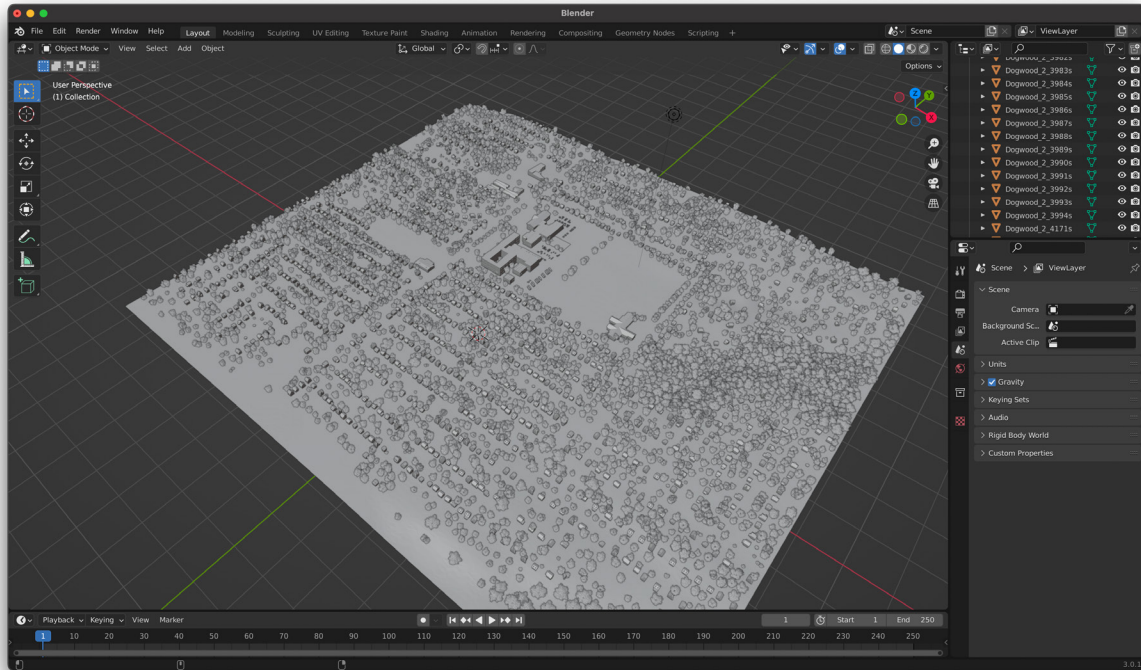 Blender
File Edit Render Window Help
Layout Modeling Sculpting UV Editing Texture Paint Shading Animation Rendering Compositing Geometry Nodes Scripting +
Scene
ViewLayer
Object Mode View Select Add Object
Global
Options
User Perspective
(1) Collection
Z
Y
X
Dogwood_2_3982s
Dogwood_2_3983s
Dogwood_2_3984s
Dogwood_2_3985s
Dogwood_2_3986s
Dogwood_2_3987s
Dogwood_2_3988s
Dogwood_2_3989s
Dogwood_2_3990s
Dogwood_2_3991s
Dogwood_2_3992s
Dogwood_2_3993s
Dogwood_2_3994s
Dogwood_2_4171s
Scene > ViewLayer
Scene
Camera
Background Sc...
Active Clip
Units
Gravity
Keying Sets
Audio
Rigid Body World
Custom Properties
Playback Keying View Marker
1
Start 1
End 250
1 10 20 30 40 50 60 70 80 90 100 110 120 130 140 150 160 170 180 190 200 210 220 230 240 250
3.0.1